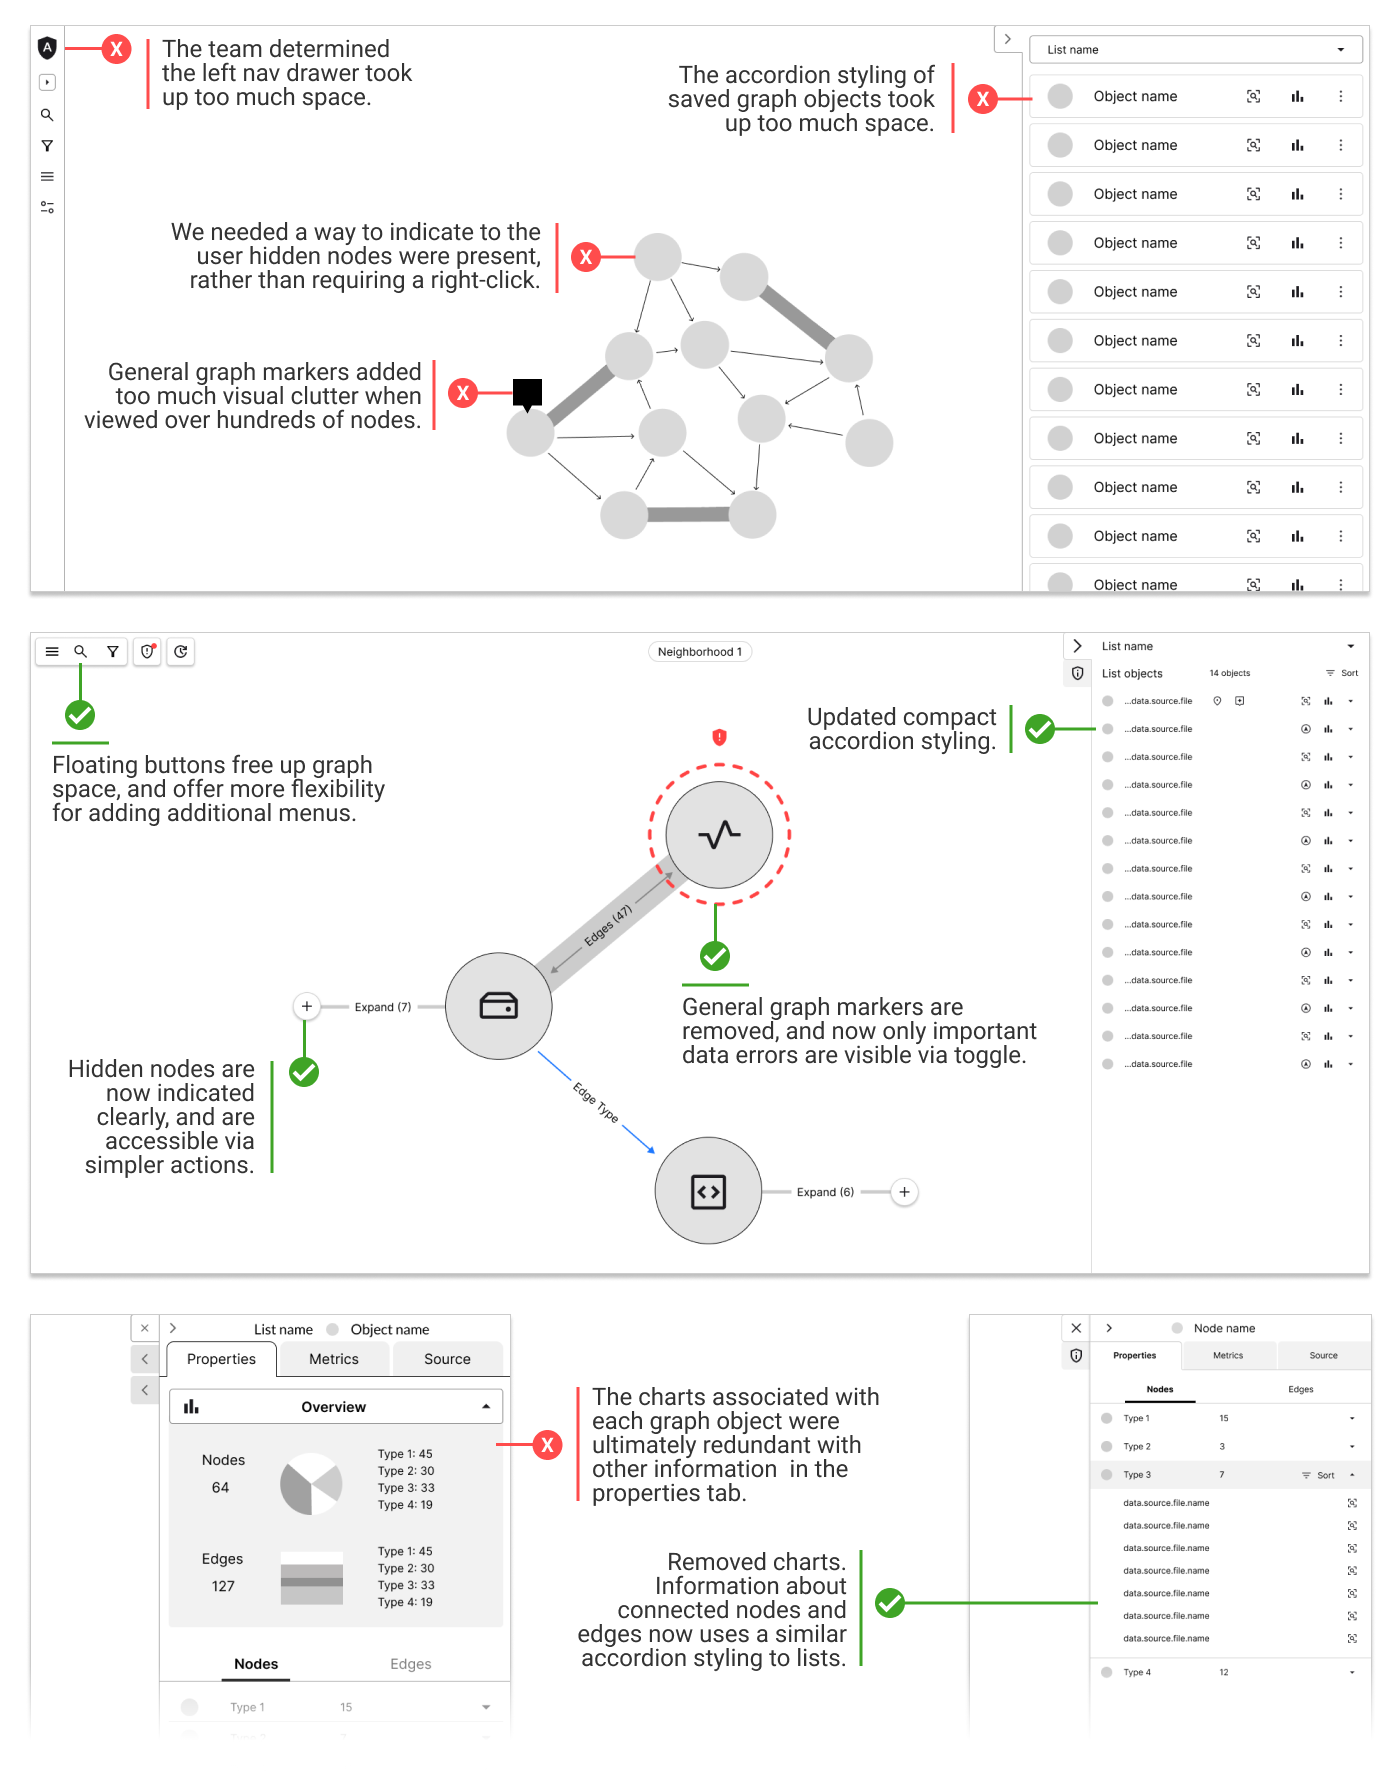 A
X
The team determined
the left nav drawer took
up too much space.
The accordion styling of
saved graph objects took
up too much space.
X
List name
Object name
Object name
Object name
Object name
Object name
Object name
Object name
Object name
Object name
Object name
Object name
We needed a way to indicate to the
user hidden nodes were present,
rather than requiring a right-click.
X
General graph markers added
too much visual clutter when
viewed over hundreds of nodes.
X
Neighborhood 1
List name
List objects 14 objects Sort
...data.source.file
...data.source.file
...data.source.file
...data.source.file
...data.source.file
...data.source.file
...data.source.file
...data.source.file
...data.source.file
...data.source.file
...data.source.file
...data.source.file
...data.source.file
...data.source.file
Updated compact
accordion styling.
Floating buttons free up graph
space, and offer more flexibility
for adding additional menus.
Edges (47)
Expand (7)
General graph markers are
removed, and now only important
data errors are visible via toggle.
Hidden nodes are
now indicated
clearly, and are
accessible via
simpler actions.
Edge Type
Expand (6)
List name Object name
Properties Metrics Source
Overview
Nodes
64
Type 1: 45
Type 2: 30
Type 3: 33
Type 4: 19
Edges
127
Type 1: 45
Type 2: 30
Type 3: 33
Type 4: 19
Nodes Edges
Type 1 15
X
The charts associated with
each graph object were
ultimately redundant with
other information in the
properties tab.
Removed charts.
Information about
connected nodes and
edges now uses a similar
accordion styling to lists.
Node name
Properties Metrics Source
Nodes Edges
Type 1 15
Type 2 3
Type 3 7 Sort
data.source.file.name
data.source.file.name
data.source.file.name
data.source.file.name
data.source.file.name
data.source.file.name
data.source.file.name
Type 4 12